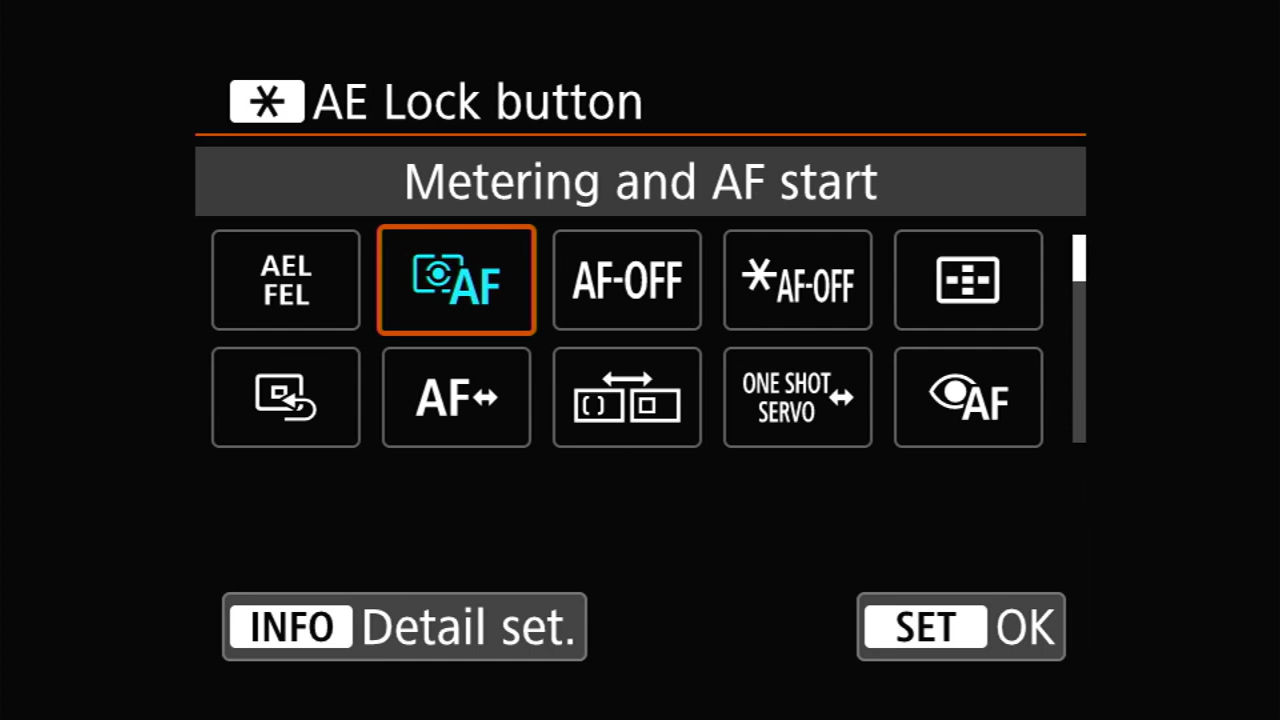 * AE Lock button
Metering and AF start
AEL
FEL
AF
AF-OFF
* AF-OFF
AF
ONE SHOT
SERVO
AF
INFO Detail set.
SET OK